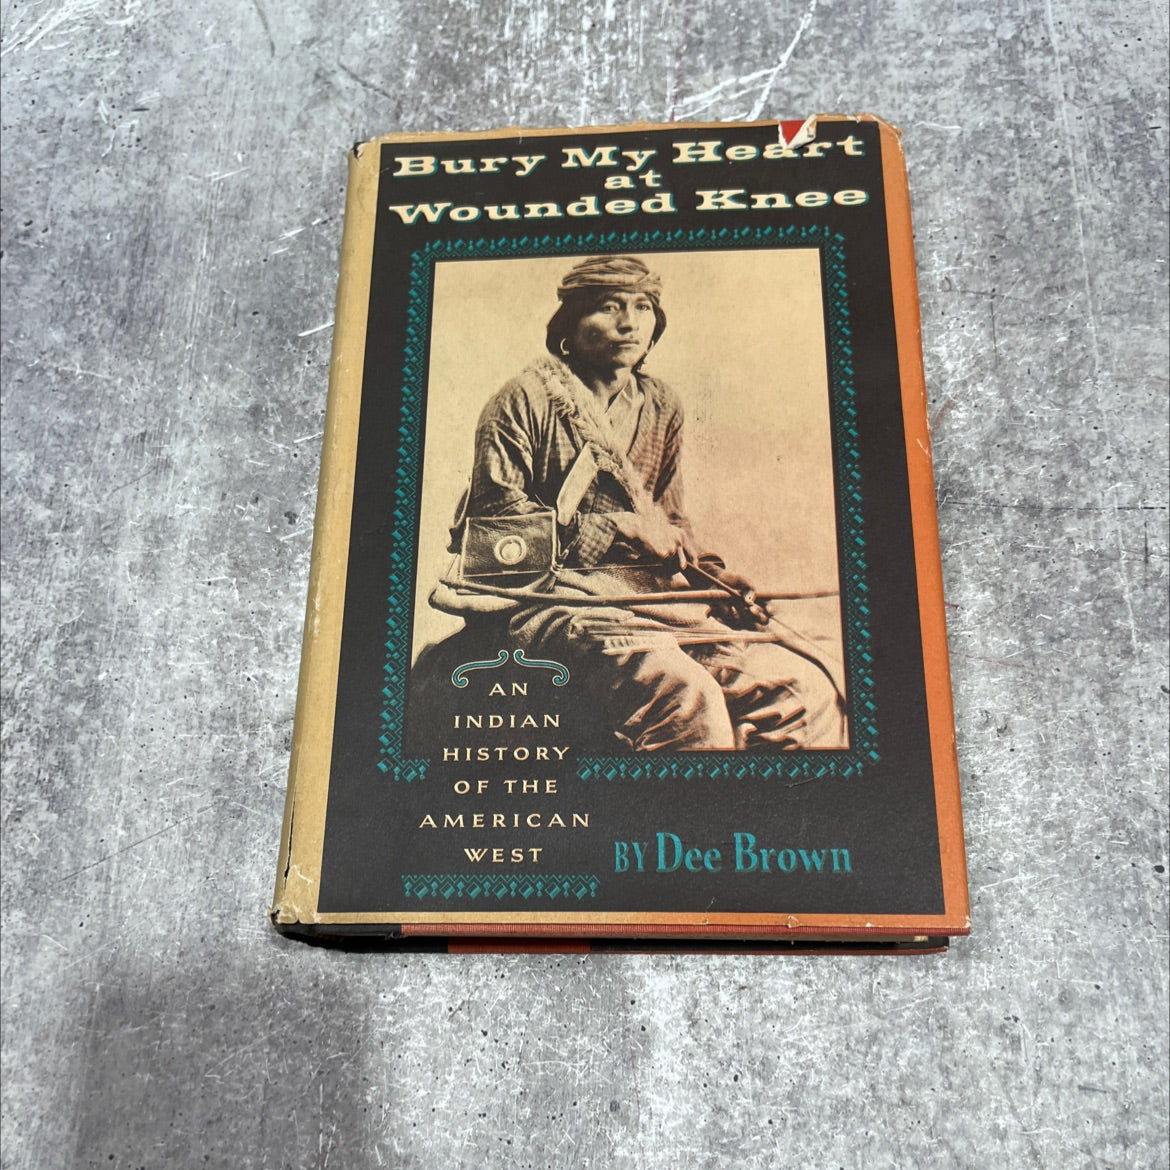 Bury My Heart
at
Wounded Knee
AN
INDIAN
HISTORY
OF THE
AMERICAN
WEST
BY Dee Brown